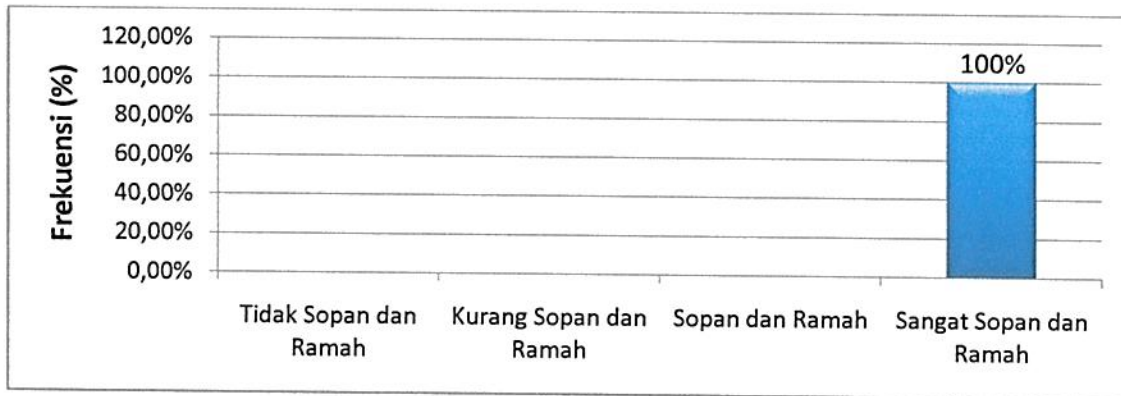 Frekuensi (%)
120,00%
100,00%
80,00%
60,00%
40,00%
20,00%
0,00%
100%
Tidak Sopan dan
Ramah
Kurang Sopan dan
Ramah
Sopan dan Ramah
Sangat Sopan dan
Ramah